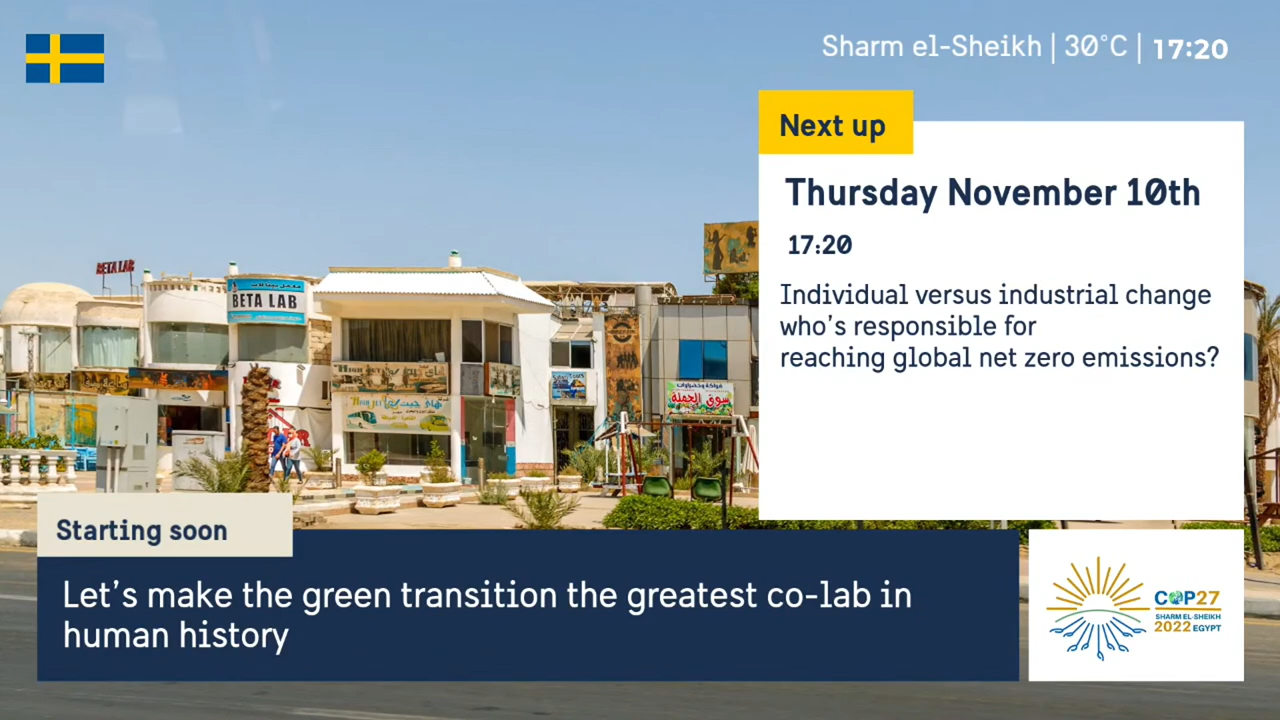 Sharm el-Sheikh | 30°C | 17:20
Next up
Thursday November 10th
17:20
Individual versus industrial change
who's responsible for
reaching global net zero emissions?
BETA LAB
BETA LAB
سوق الجملة
Starting soon
Let's make the green transition the greatest co-lab in
human history
COP27
SHARM EL-SHEIKH
2022 EGYPT